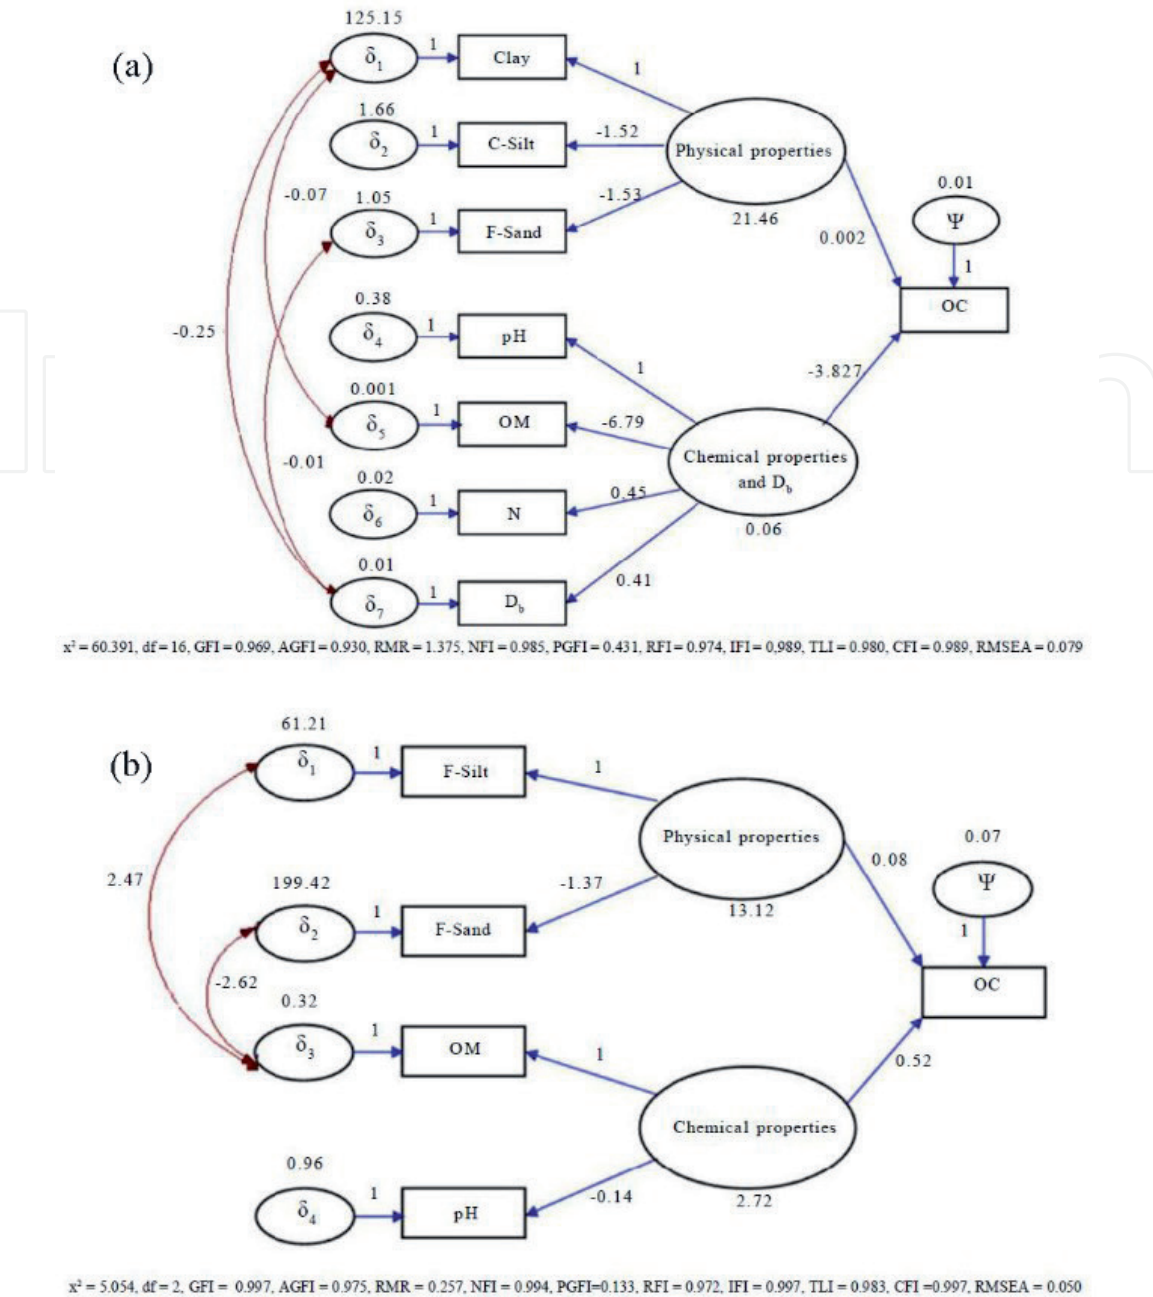 (a)
125.15
δ1
1
Clay
1
1.66
δ2
1
C-Silt
-1.52
Physical properties
21.46
-0.07
1.05
δ3
1
F-Sand
-1.53
0.002
0.01
Ψ
1
OC
-0.25
0.38
δ4
1
pH
1
-3.827
0.001
δ5
1
OM
-6.79
Chemical properties
and Db
0.06
-0.01
0.02
δ6
1
N
0.45
0.01
δ7
1
Db
0.41
x² = 60.391, df = 16, GFI = 0.969, AGFI = 0.930, RMR = 1.375, NFI = 0.985, PGFI = 0.431, RFI = 0.974, IFI = 0,989, TLI = 0.980, CFI = 0.989, RMSEA = 0.079
(b)
61.21
δ1
1
F-Silt
1
Physical properties
13.12
0.08
0.07
Ψ
1
OC
2.47
199.42
δ2
1
F-Sand
-1.37
-2.62
0.32
δ3
1
OM
1
0.52
Chemical properties
2.72
0.96
δ4
1
pH
-0.14
x² = 5.054, df = 2, GFI = 0.997, AGFI = 0.975, RMR = 0.257, NFI = 0.994, PGFI=0.133, RFI = 0.972, IFI = 0.997, TLI = 0.983, CFI =0.997, RMSEA = 0.050